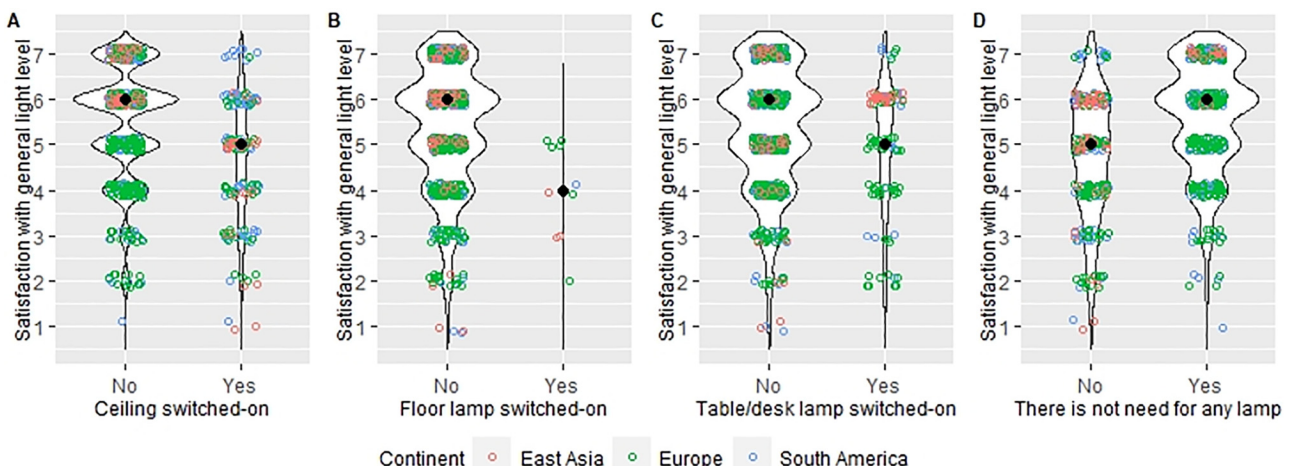 A
Satisfaction with general light level
7
6
5
4
3
2
1
No
Yes
Ceiling switched-on
B
Satisfaction with general light level
7
6
5
4
3
2
1
No
Yes
Floor lamp switched-on
C
Satisfaction with general light level
7
6
5
4
3
2
1
No
Yes
Table/desk lamp switched-on
D
Satisfaction with general light level
7
6
5
4
3
2
1
No
Yes
There is not need for any lamp
Continent East Asia Europe South America